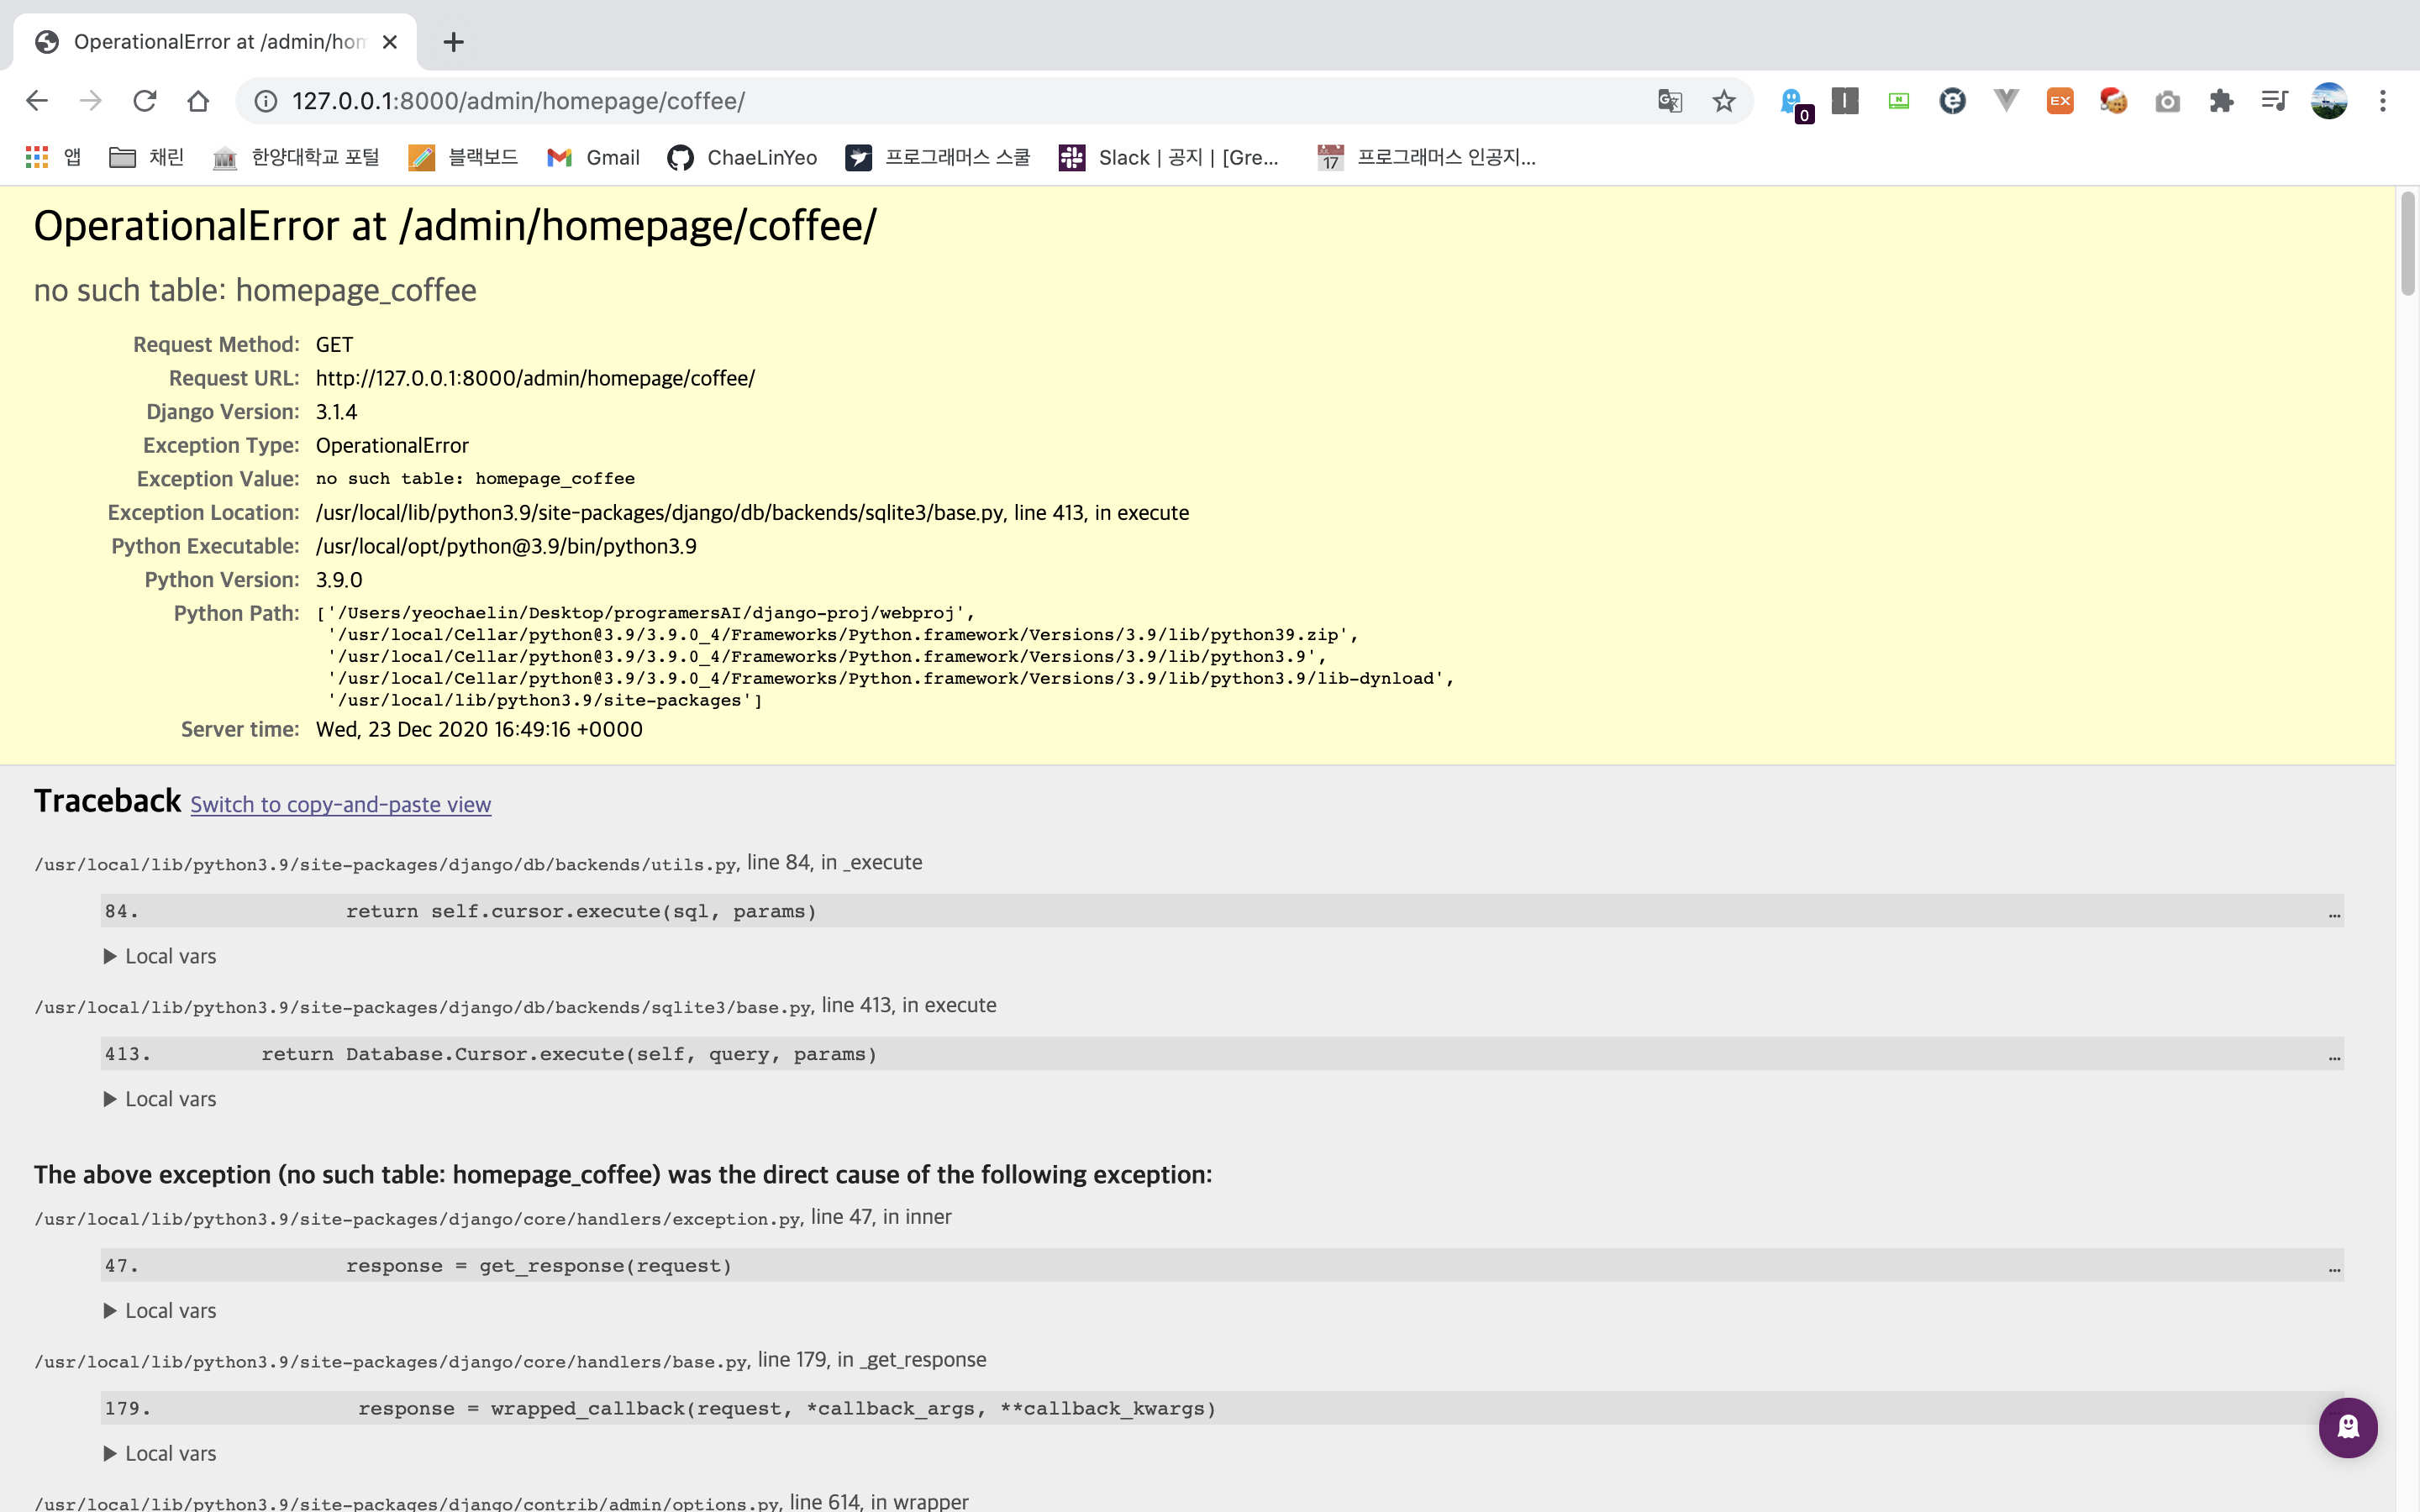 OperationalError at /admin/hom
127.0.0.1:8000/admin/homepage/coffee/
0
EX
앱
채린
한양대학교 포털
블랙보드
Gmail
ChaeLinYeo
프로그래머스 스쿨
Slack | 공지 | [Gre...
17
프로그래머스 인공지...
OperationalError at /admin/homepage/coffee/
no such table: homepage_coffee
Request Method: GET
Request URL: http://127.0.0.1:8000/admin/homepage/coffee/
Django Version: 3.1.4
Exception Type: OperationalError
Exception Value: no such table: homepage_coffee
Exception Location: /usr/local/lib/python3.9/site-packages/django/db/backends/sqlite3/base.py, line 413, in execute
Python Executable: /usr/local/opt/python@3.9/bin/python3.9
Python Version: 3.9.0
Python Path: ['/Users/yeochaelin/Desktop/programersAI/django-proj/webproj',
'/usr/local/Cellar/python@3.9/3.9.0_4/Frameworks/Python.framework/Versions/3.9/lib/python39.zip',
'/usr/local/Cellar/python@3.9/3.9.0_4/Frameworks/Python.framework/Versions/3.9/lib/python3.9',
'/usr/local/Cellar/python@3.9/3.9.0_4/Frameworks/Python.framework/Versions/3.9/lib/python3.9/lib-dynload',
'/usr/local/lib/python3.9/site-packages']
Server time: Wed, 23 Dec 2020 16:49:16 +0000
Traceback Switch to copy-and-paste view
/usr/local/lib/python3.9/site-packages/django/db/backends/utils.py, line 84, in _execute
84. return self.cursor.execute(sql, params) …
▶ Local vars
/usr/local/lib/python3.9/site-packages/django/db/backends/sqlite3/base.py, line 413, in execute
413. return Database.Cursor.execute(self, query, params) …
▶ Local vars
The above exception (no such table: homepage_coffee) was the direct cause of the following exception:
/usr/local/lib/python3.9/site-packages/django/core/handlers/exception.py, line 47, in inner
47. response = get_response(request) …
▶ Local vars
/usr/local/lib/python3.9/site-packages/django/core/handlers/base.py, line 179, in _get_response
179. response = wrapped_callback(request, *callback_args, **callback_kwargs)
▶ Local vars
/usr/local/lib/python3.9/site-packages/django/contrib/admin/options.py, line 614, in wrapper